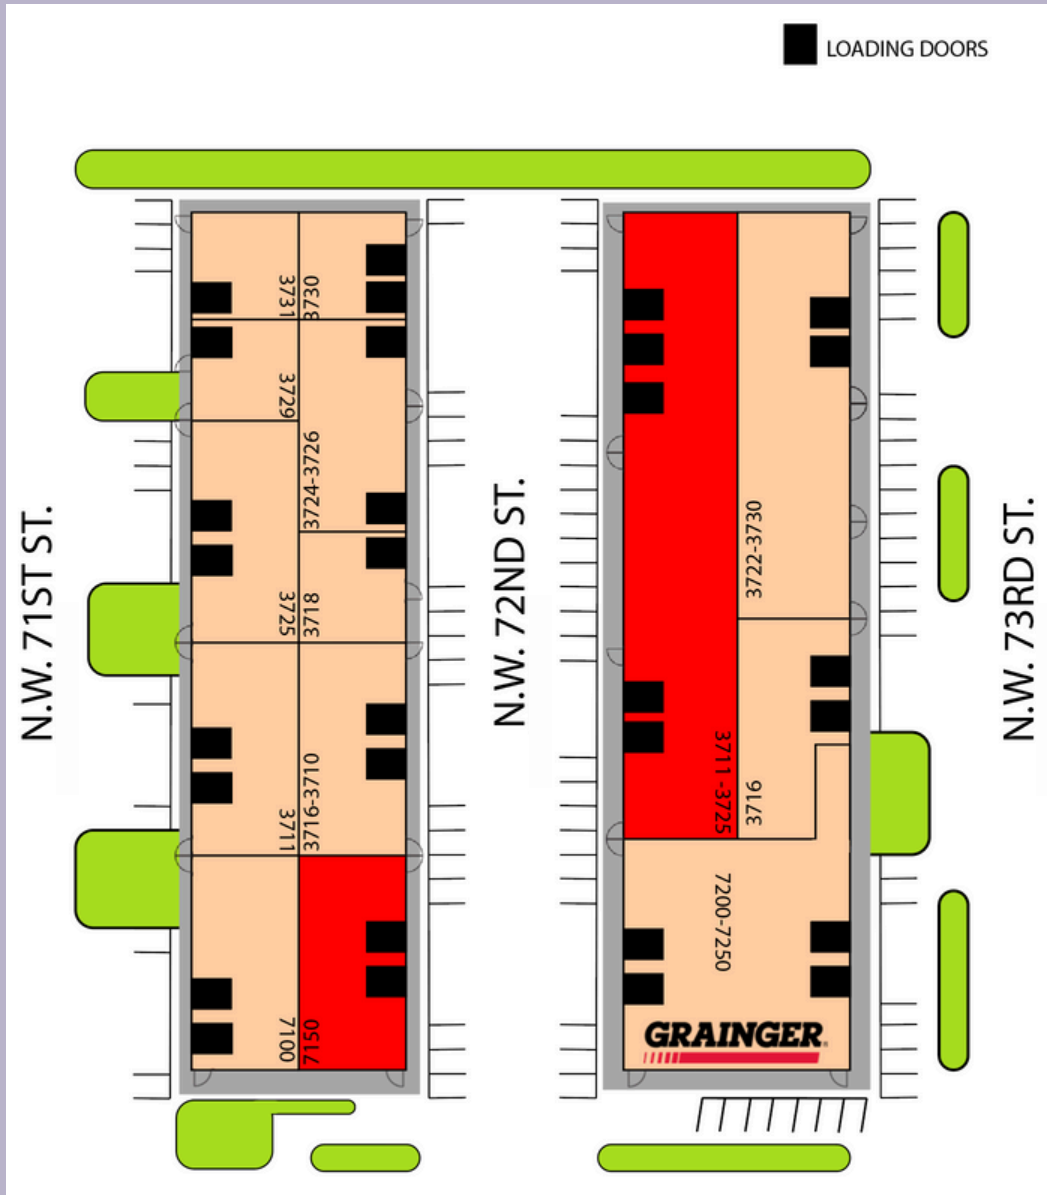 LOADING DOORS
N.W. 71ST ST.
3731
3730
3729
3724-3726
3725
3718
3711
3716-3710
7100
7150
N.W. 72ND ST.
3711-3725
3722-3730
3716
7200-7250
GRAINGER®
N.W. 73RD ST.